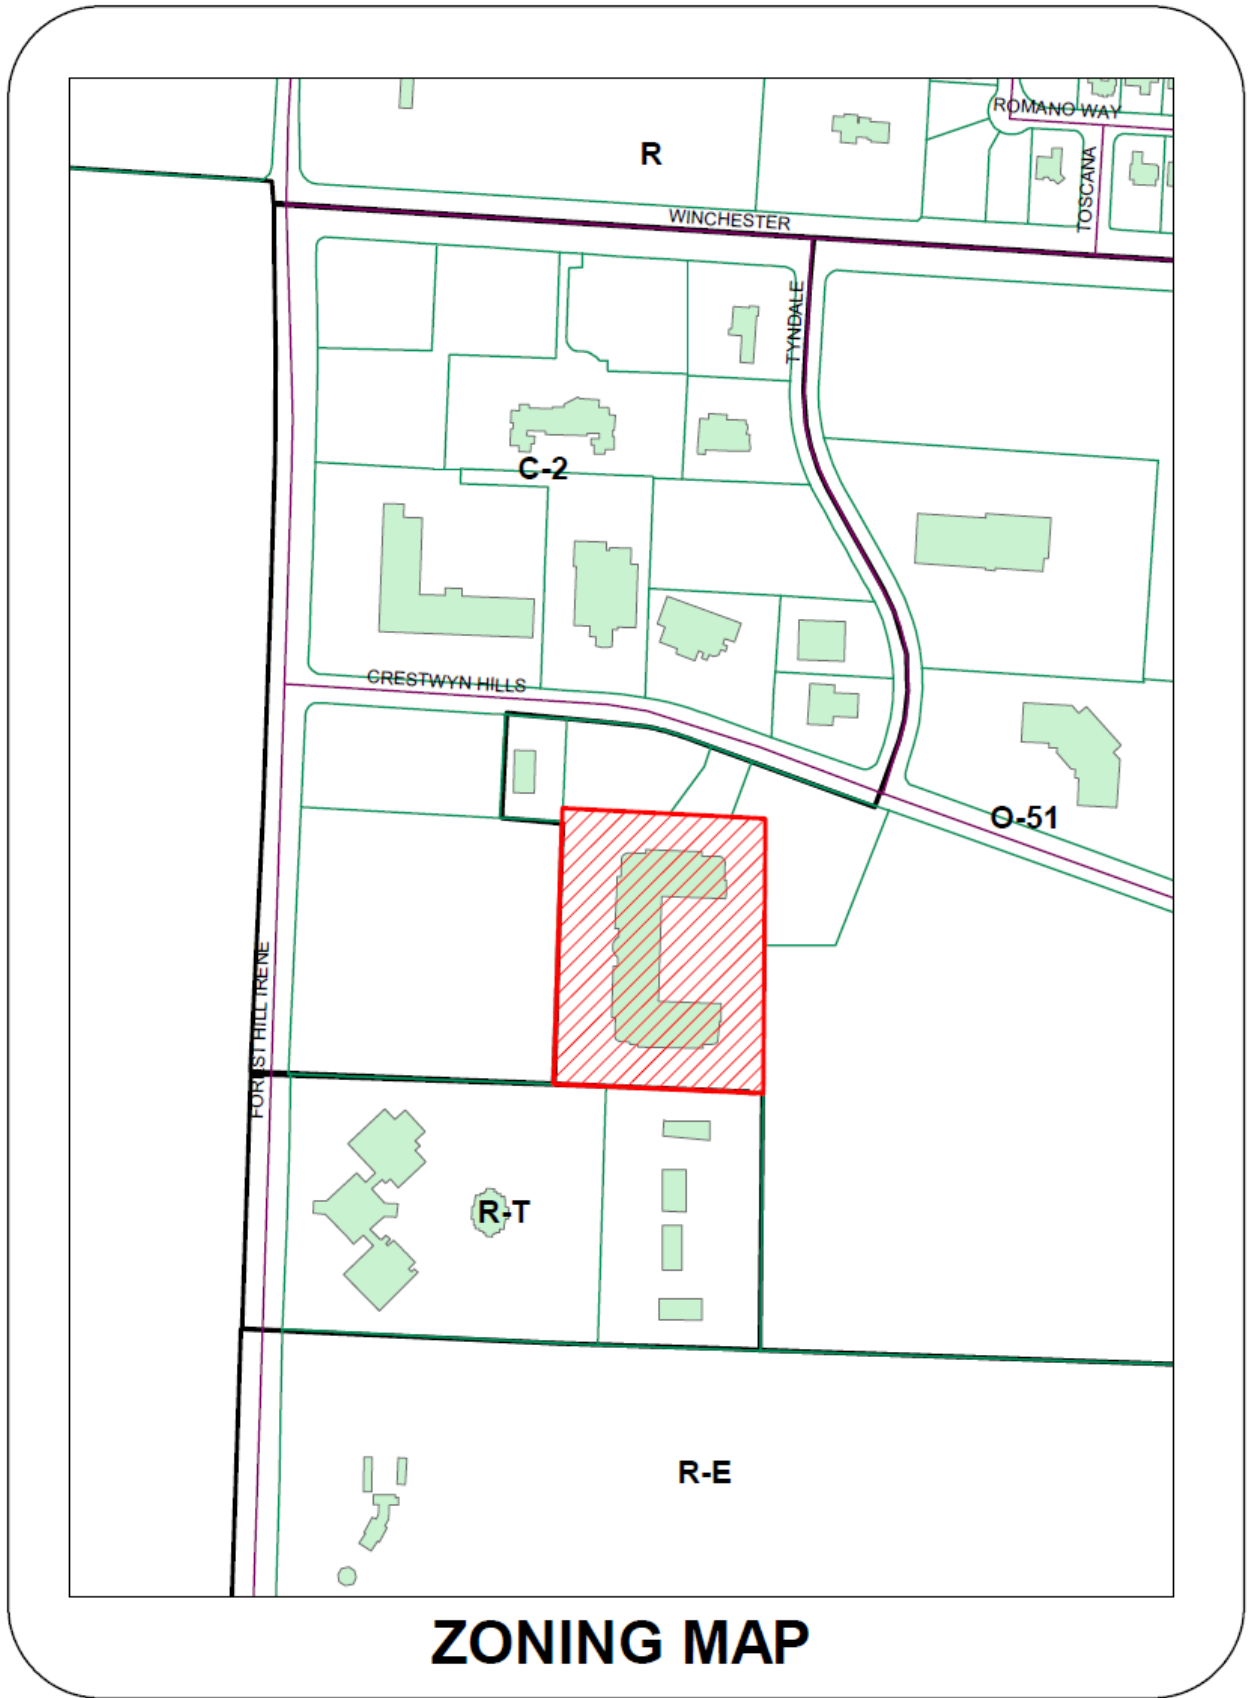 ROMANO WAY
R
TOSCANA
WINCHESTER
TYNDALE
C-2
CRESTWYN HILLS
O-51
FOREST HILL IRENE
R-T
R-E
ZONING MAP